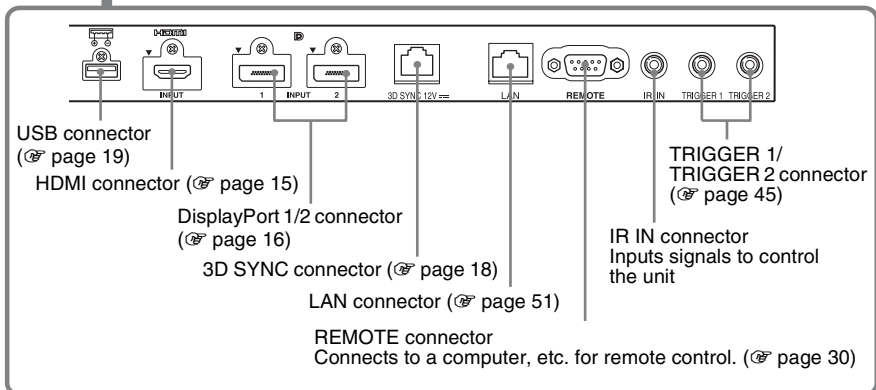 HDMI
INPUT
1 INPUT 2
3D SYNC 12V ⎓
LAN
REMOTE
IR IN
TRIGGER 1 TRIGGER 2
USB connector
(☞ page 19)
HDMI connector (☞ page 15)
DisplayPort 1/2 connector
(☞ page 16)
3D SYNC connector (☞ page 18)
LAN connector (☞ page 51)
REMOTE connector
Connects to a computer, etc. for remote control. (☞ page 30)
IR IN connector
Inputs signals to control
the unit
TRIGGER 1/
TRIGGER 2 connector
(☞ page 45)